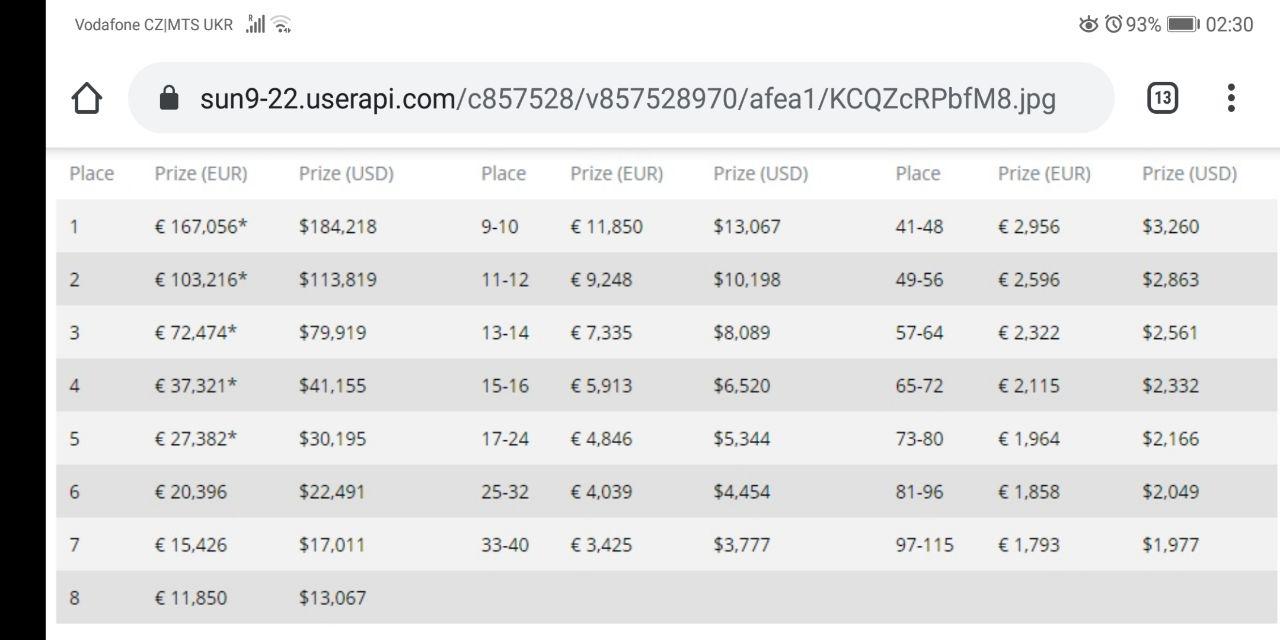 Vodafone CZ|MTS UKR R 93% 02:30
sun9-22.userapi.com/c857528/v857528970/afea1/KCQZcRPbfM8.jpg 13
Place Prize (EUR) Prize (USD) Place Prize (EUR) Prize (USD) Place Prize (EUR) Prize (USD)
1 € 167,056* $184,218 9-10 € 11,850 $13,067 41-48 € 2,956 $3,260
2 € 103,216* $113,819 11-12 € 9,248 $10,198 49-56 € 2,596 $2,863
3 € 72,474* $79,919 13-14 € 7,335 $8,089 57-64 € 2,322 $2,561
4 € 37,321* $41,155 15-16 € 5,913 $6,520 65-72 € 2,115 $2,332
5 € 27,382* $30,195 17-24 € 4,846 $5,344 73-80 € 1,964 $2,166
6 € 20,396 $22,491 25-32 € 4,039 $4,454 81-96 € 1,858 $2,049
7 € 15,426 $17,011 33-40 € 3,425 $3,777 97-115 € 1,793 $1,977
8 € 11,850 $13,067